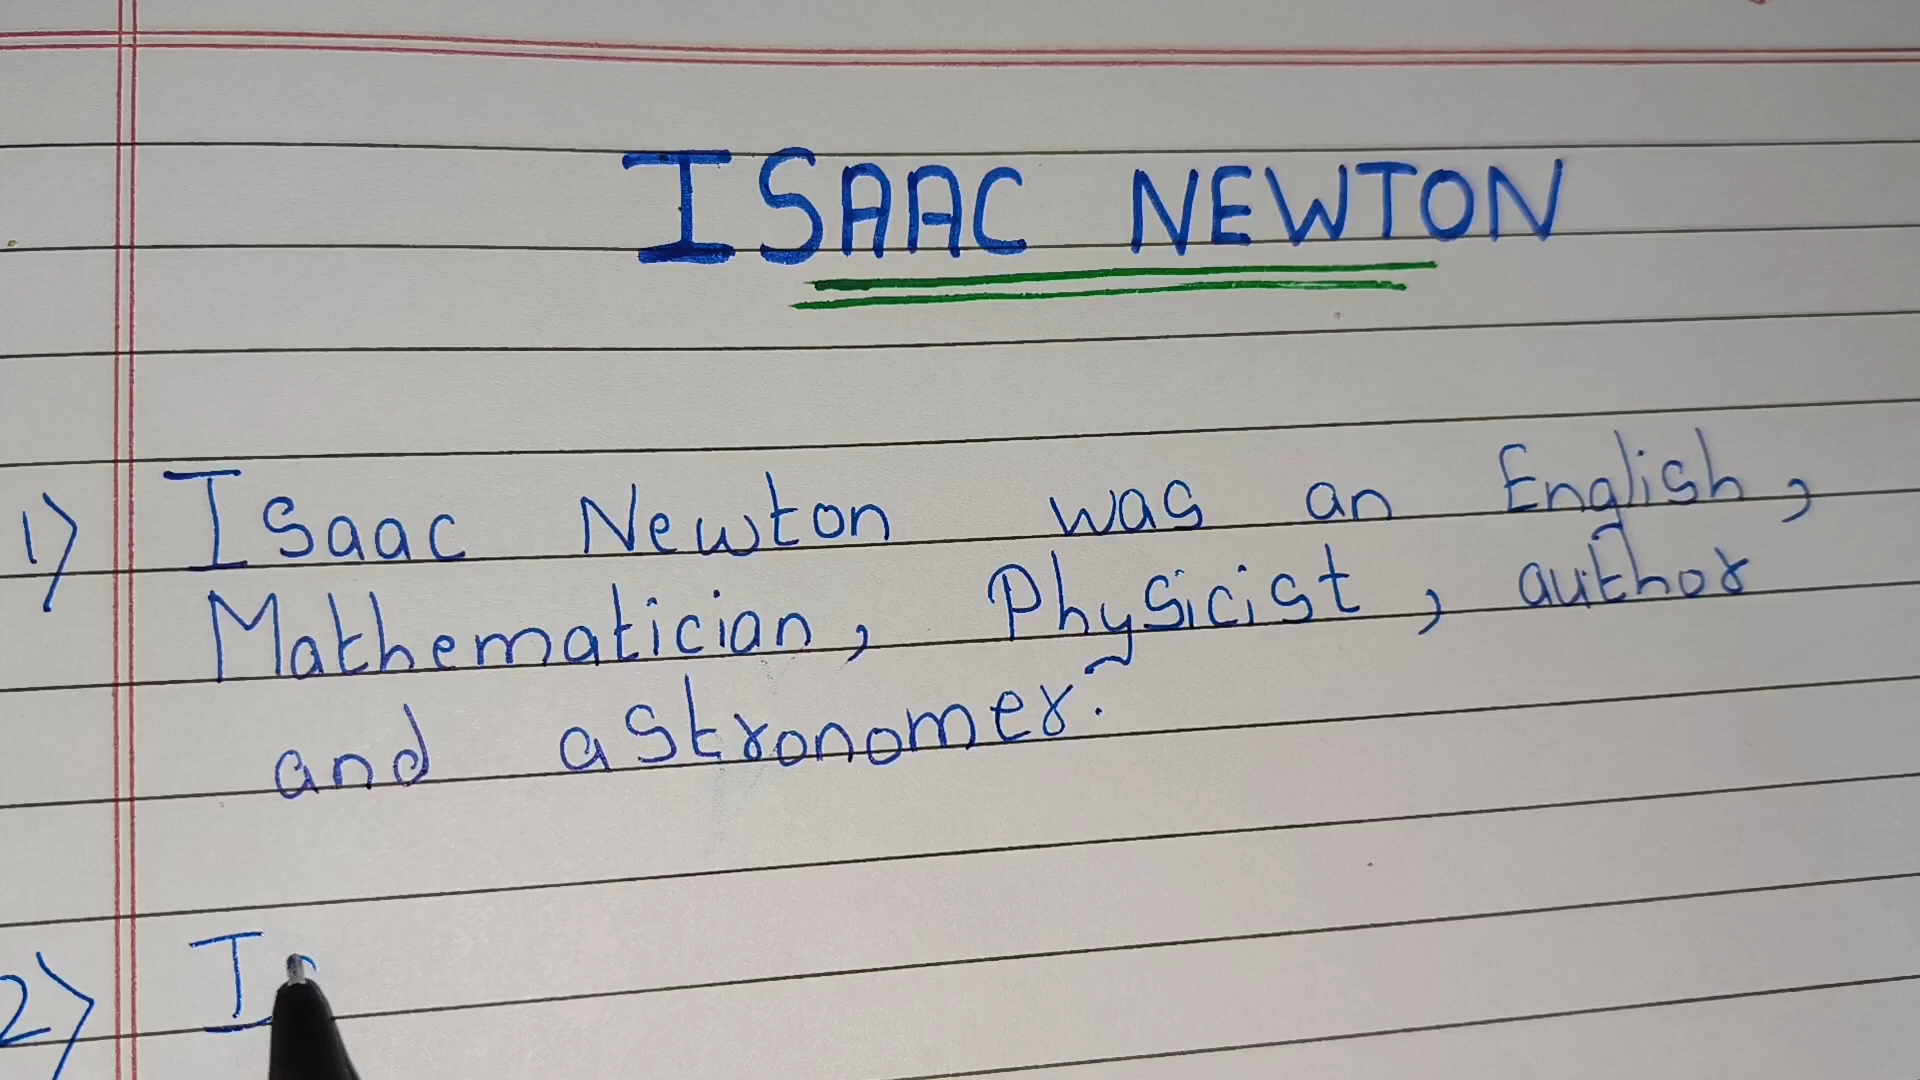 ISAAC NEWTON
1) Isaac Newton was an English,
Mathematician, Physicist, author
and astronomer.
2) I